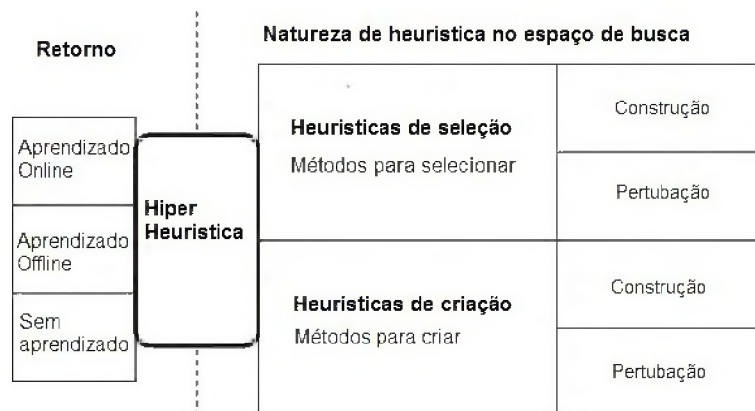 Retorno
Natureza de heuristica no espaço de busca
Aprendizado
Online
Aprendizado
Offline
Sem
aprendizado
Hiper
Heuristica
Heuristicas de seleção
Métodos para selecionar
Construção
Pertubação
Heurísticas de criação
Métodos para criar
Construção
Pertubação